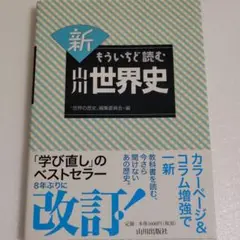 新
もういちど読む
山川世界史
「世界の歴史」編集委員会=編
カラーページ&
コラム増強で
一新
教科書を読む。
今さら
聞けない
あの歴史。
「学び直し」の
ベストセラー
8年ぶりに
改訂!
山川出版社